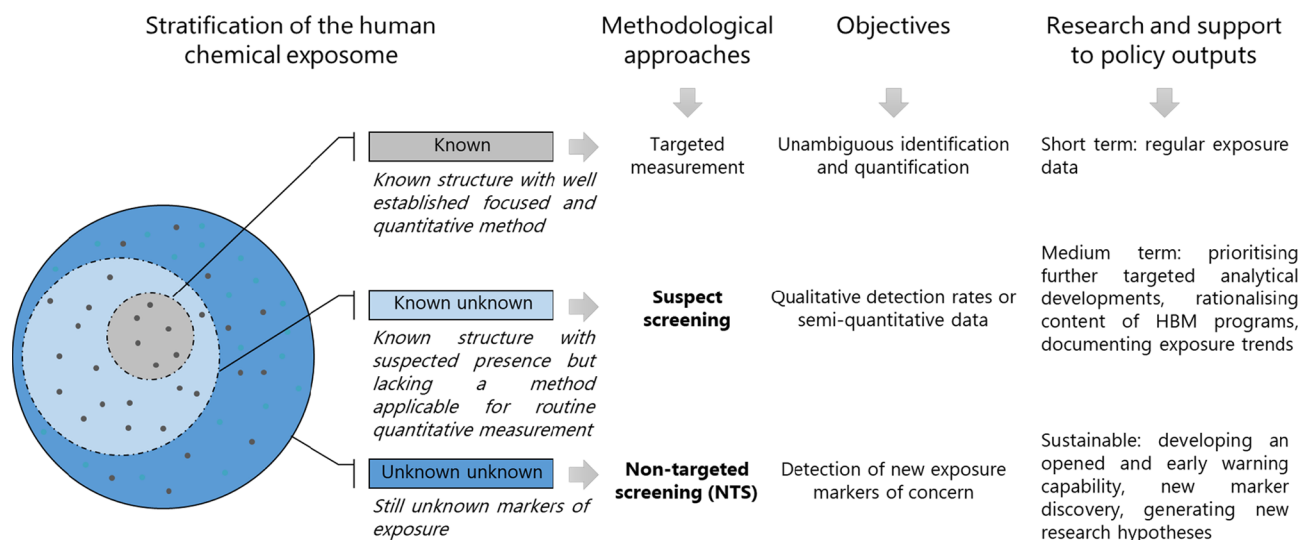 Stratification of the human
chemical exposome
Methodological
approaches
Objectives
Research and support
to policy outputs
Known
Known structure with well
established focused and
quantitative method
Targeted
measurement
Unambiguous identification
and quantification
Short term: regular exposure
data
Known unknown
Known structure with
suspected presence but
lacking a method
applicable for routine
quantitative measurement
Suspect
screening
Qualitative detection rates or
semi-quantitative data
Medium term: prioritising
further targeted analytical
developments, rationalising
content of HBM programs,
documenting exposure trends
Unknown unknown
Still unknown markers of
exposure
Non-targeted
screening (NTS)
Detection of new exposure
markers of concern
Sustainable: developing an
opened and early warning
capability, new marker
discovery, generating new
research hypotheses